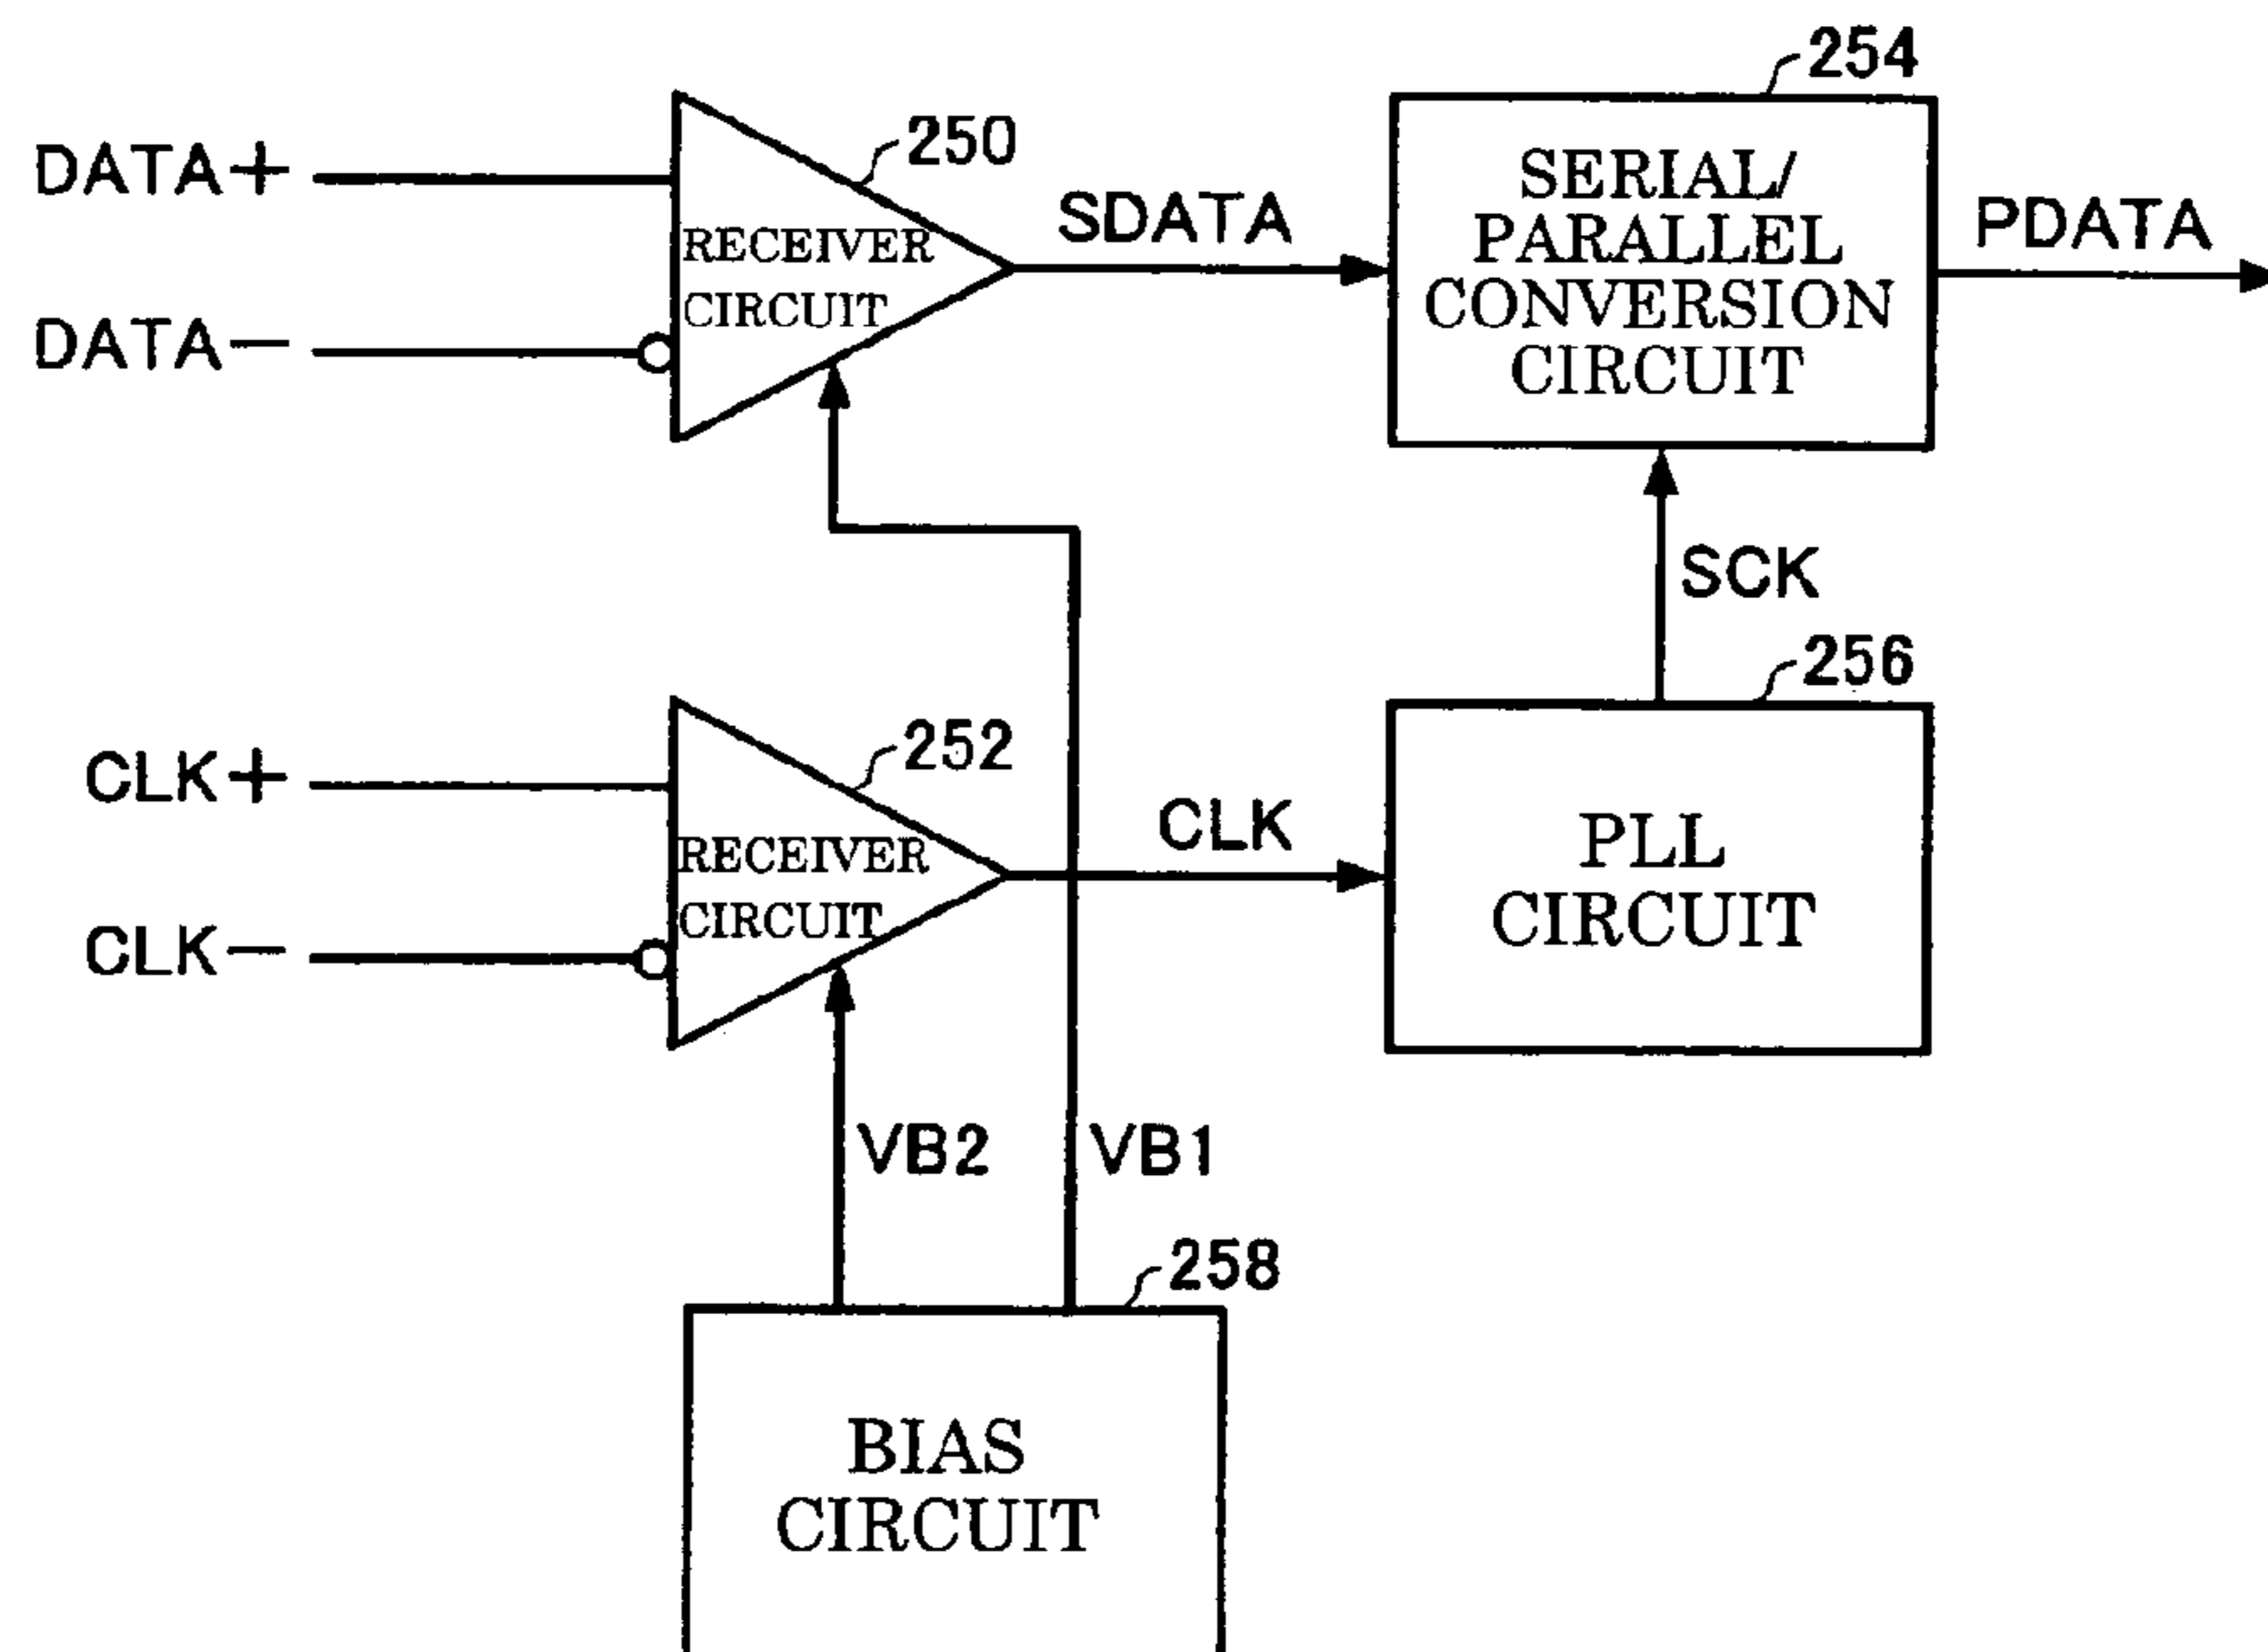 254
250
DATA+
SDATA
PDATA
RECEIVER
CIRCUIT
SERIAL/
PARALLEL
CONVERSION
CIRCUIT
DATA−
SCK
256
252
CLK+
CLK
RECEIVER
CIRCUIT
PLL
CIRCUIT
CLK−
VB2
VB1
258
BIAS
CIRCUIT